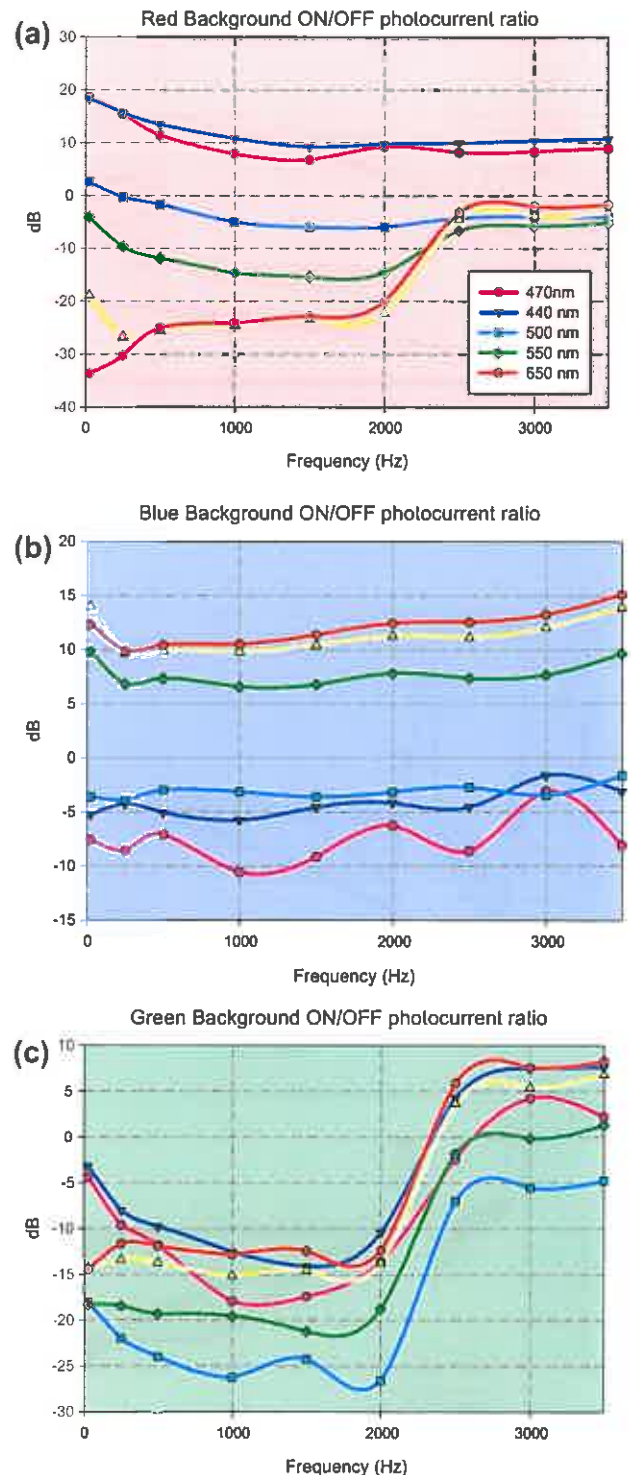 Red Background ON/OFF photocurrent ratio
(a)
30
20
10
0
-10
-20
-30
-40
dB
470nm
440 nm
500 nm
550 nm
650 nm
0 1000 2000 3000
Frequency (Hz)
Blue Background ON/OFF photocurrent ratio
(b)
20
15
10
5
0
-5
-10
-15
dB
0 1000 2000 3000
Frequency (Hz)
Green Background ON/OFF photocurrent ratio
(c)
10
5
0
-5
-10
-15
-20
-25
-30
dB
0 1000 2000 3000
Frequency (Hz)